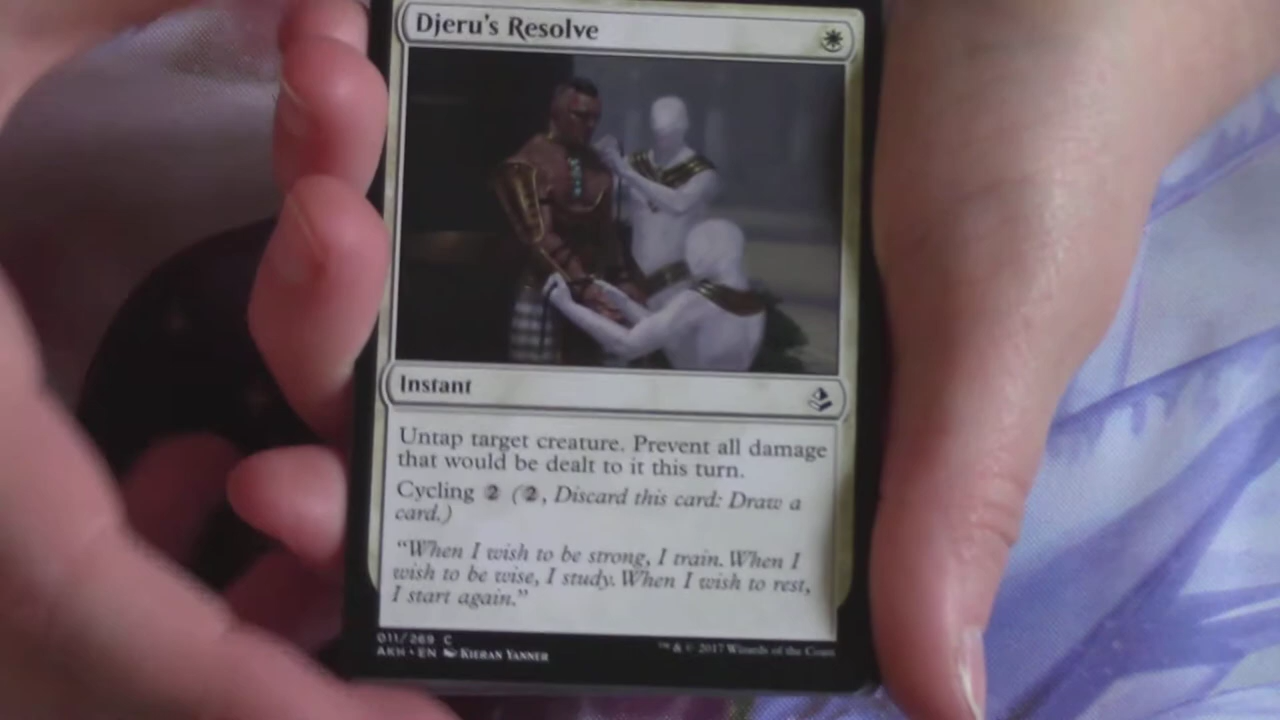 Djeru's Resolve
Instant
Untap target creature. Prevent all damage
that would be dealt to it this turn.
Cycling 2 (2, Discard this card: Draw a
card.)
“When I wish to be strong, I train. When I
wish to be wise, I study. When I wish to rest,
I start again.”
011/269 C
AKH • EN Kieran Yanner
™ & © 2017 Wizards of the Coast